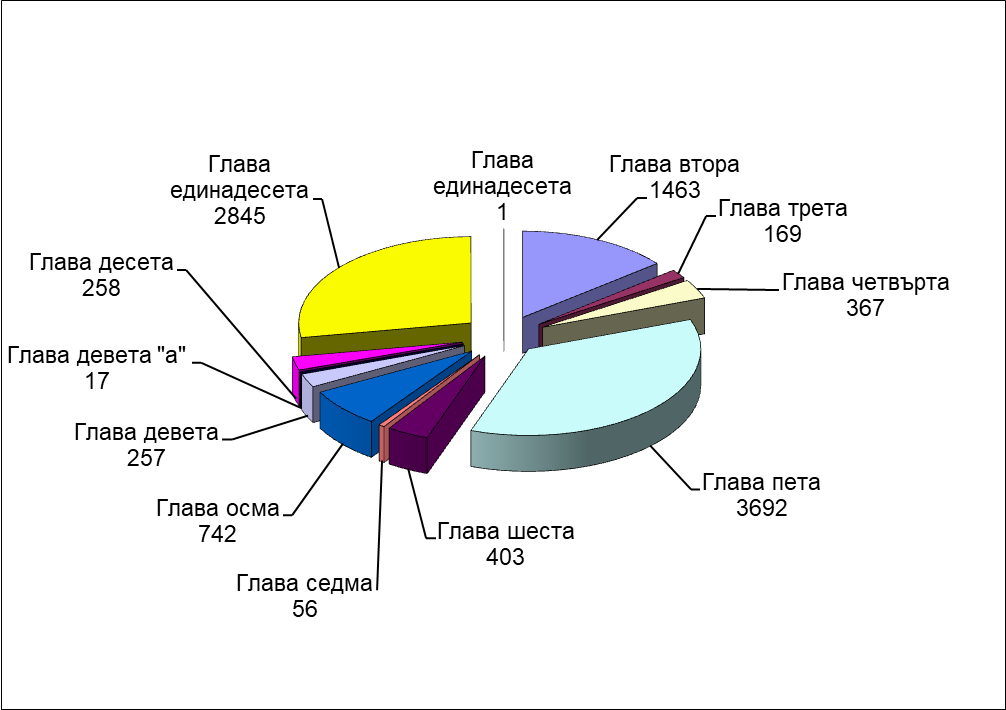 Глава
единадесета
2845
Глава
единадесета
1
Глава втора
1463
Глава трета
169
Глава четвърта
367
Глава пета
3692
Глава шеста
403
Глава седма
56
Глава осма
742
Глава девета
257
Глава девета "а"
17
Глава десета
258